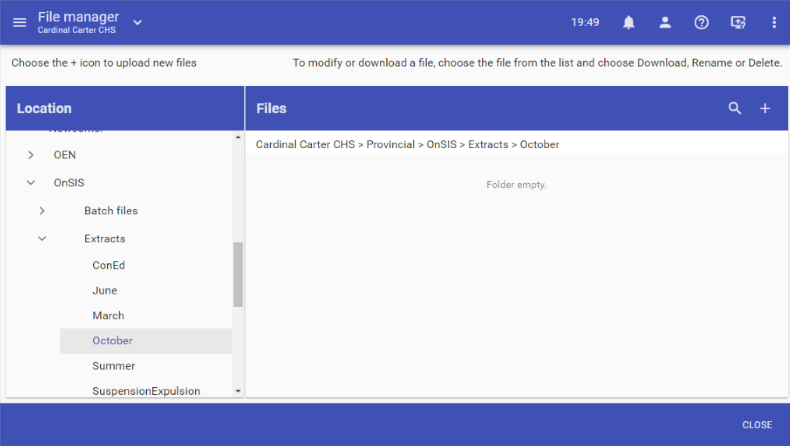 File manager
Cardinal Carter CHS
19:49
Choose the + icon to upload new files
To modify or download a file, choose the file from the list and choose Download, Rename or Delete.
Location
Files
Cardinal Carter CHS > Provincial > OnSIS > Extracts > October
Folder empty.
OEN
OnSIS
Batch files
Extracts
ConEd
June
March
October
Summer
SuspensionExpulsion
CLOSE